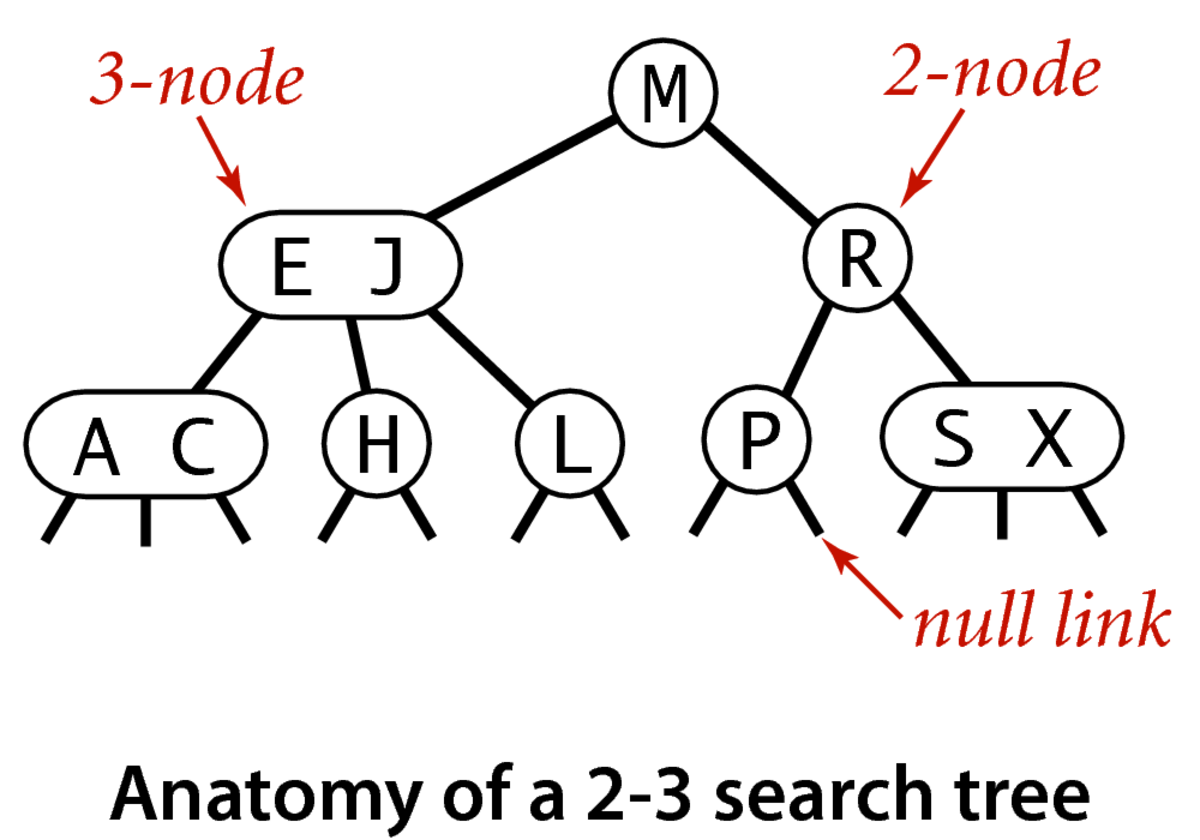 3-node
2-node
M
E J
R
A C
H
L
P
S X
null link
Anatomy of a 2-3 search tree